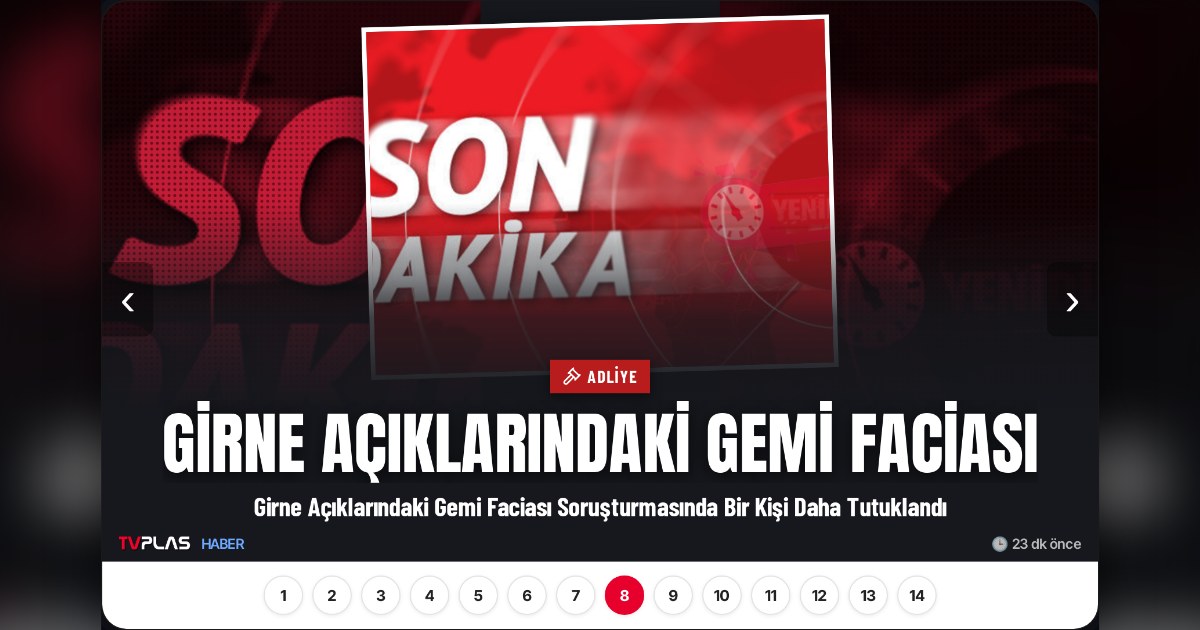 SON
DAKİKA
YENİ
ADLİYE
GİRNE AÇIKLARINDAKİ GEMİ FACİASI
Girne Açıklarındaki Gemi Faciası Soruşturmasında Bir Kişi Daha Tutuklandı
TVPLAS HABER
23 dk önce
1 2 3 4 5 6 7 8 9 10 11 12 13 14